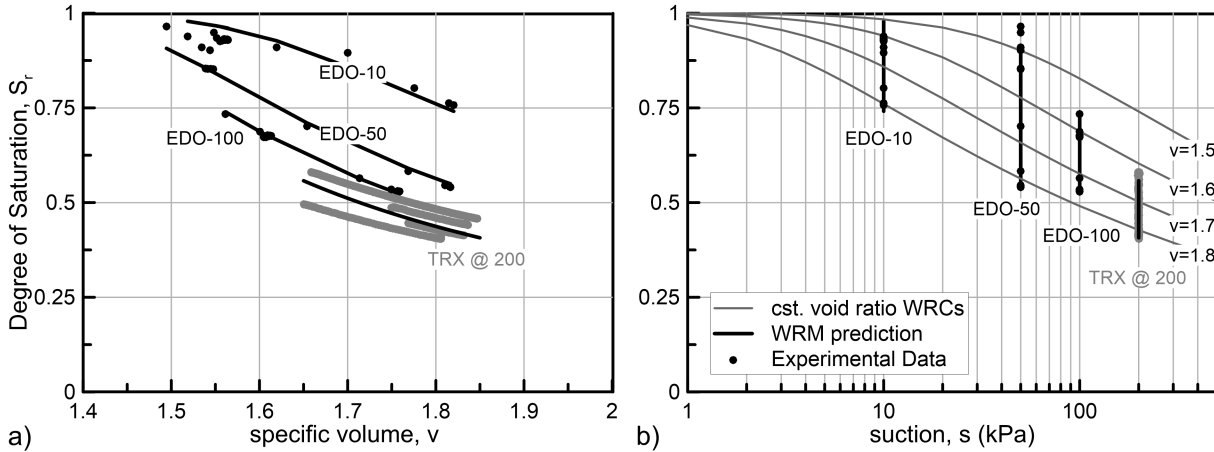 Degree of Saturation, Sr
1
0.75
0.5
0.25
0
1.4
1.5
1.6
1.7
1.8
1.9
2
specific volume, v
a)
EDO-10
EDO-50
EDO-100
TRX @ 200
1
0.75
0.5
0.25
0
1
10
100
suction, s (kPa)
b)
EDO-10
EDO-50
EDO-100
TRX @ 200
v=1.5
v=1.6
v=1.7
v=1.8
cst. void ratio WRCs
WRM prediction
Experimental Data